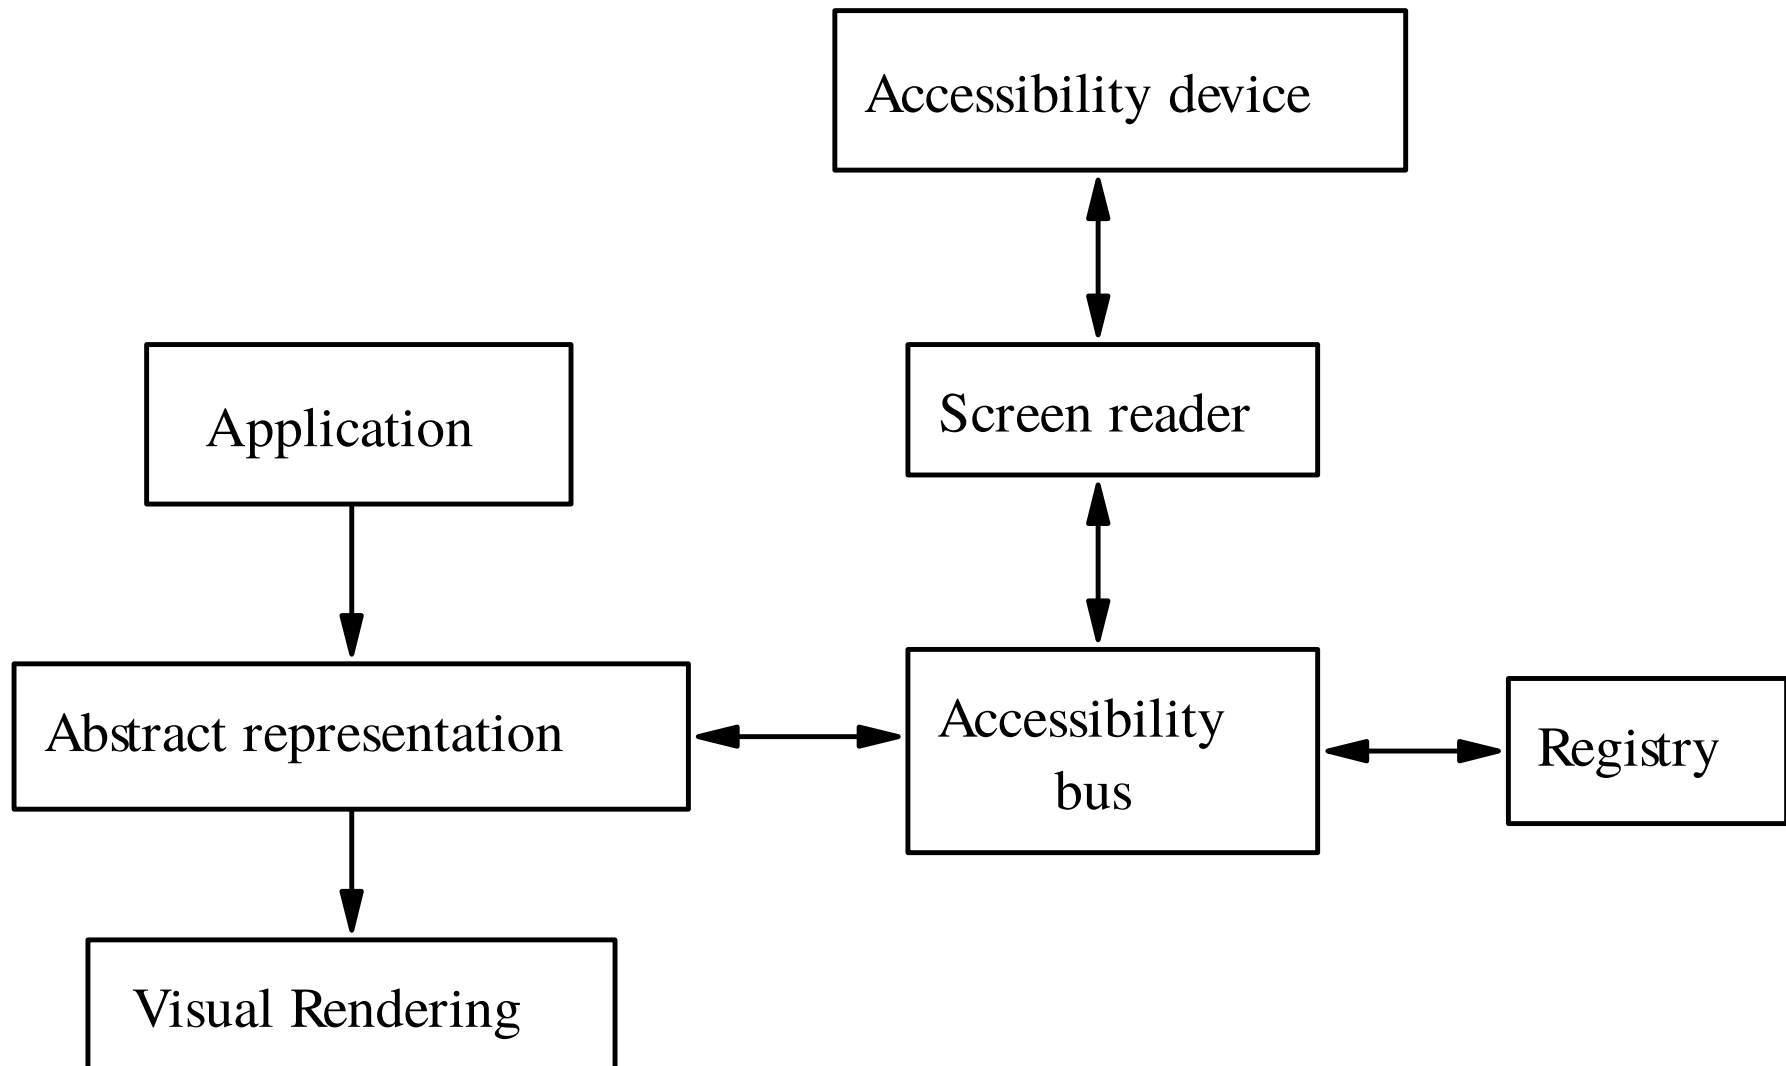 Accessibility device
Screen reader
Application
Abstract representation
Accessibility
bus
Registry
Visual Rendering